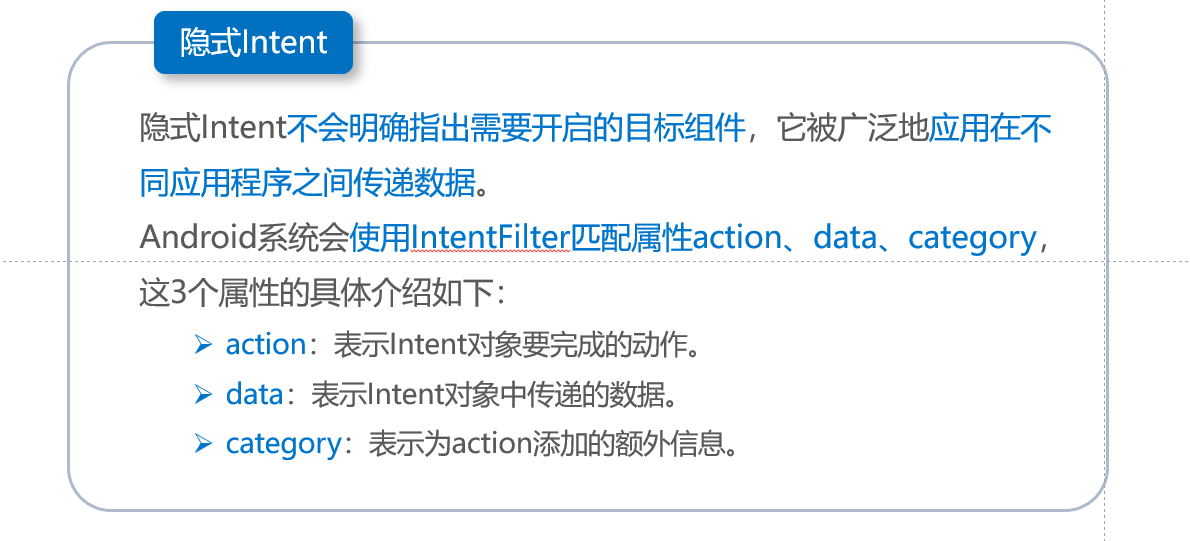 隐式Intent
隐式Intent不会明确指出需要开启的目标组件，它被广泛地应用在不
同应用程序之间传递数据。
Android系统会使用IntentFilter匹配属性action、data、category，
这3个属性的具体介绍如下：
➢ action：表示Intent对象要完成的动作。
➢ data：表示Intent对象中传递的数据。
➢ category：表示为action添加的额外信息。